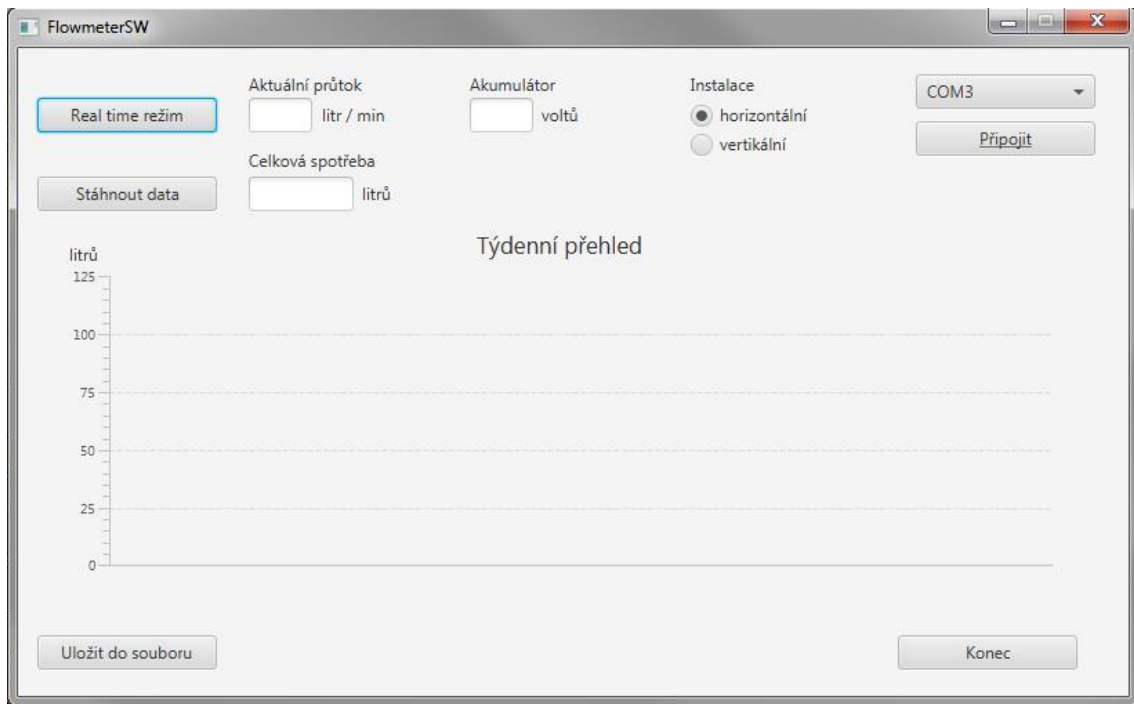 FlowmeterSW
Real time režim
Aktuální průtok
litr / min
Akumulátor
voltů
Instalace
horizontální
vertikální
COM3
Připojit
Stáhnout data
Celková spotřeba
litrů
Týdenní přehled
litrů
125
100
75
50
25
0
Uložit do souboru
Konec